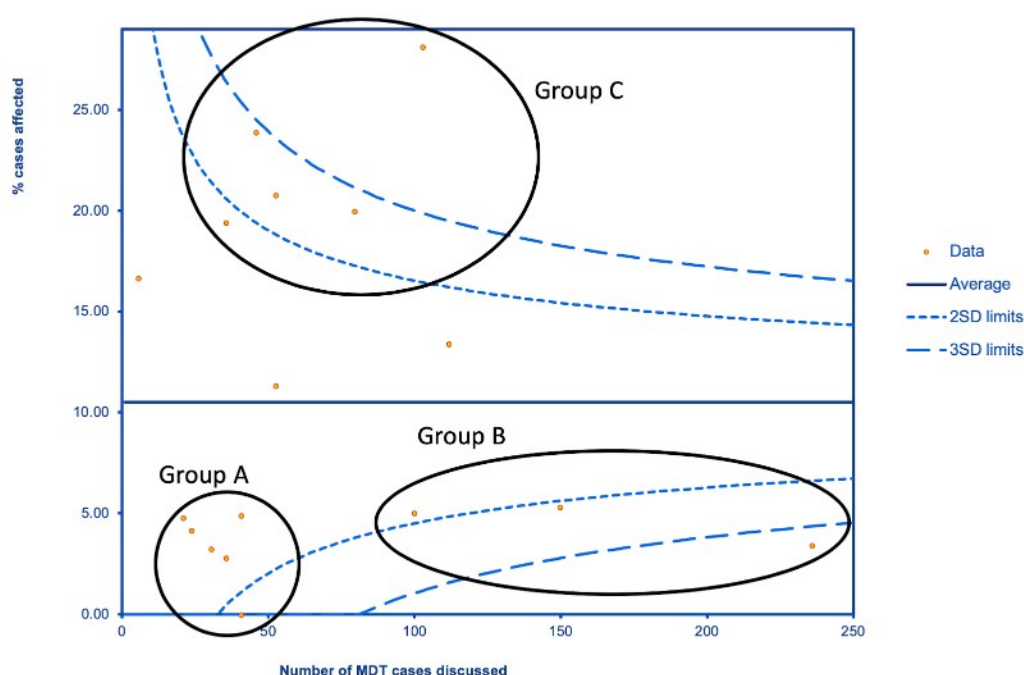 % cases affected
25.00
20.00
15.00
10.00
5.00
0.00
0
50
100
150
200
250
Number of MDT cases discussed
Group C
Group B
Group A
Data
Average
2SD limits
3SD limits